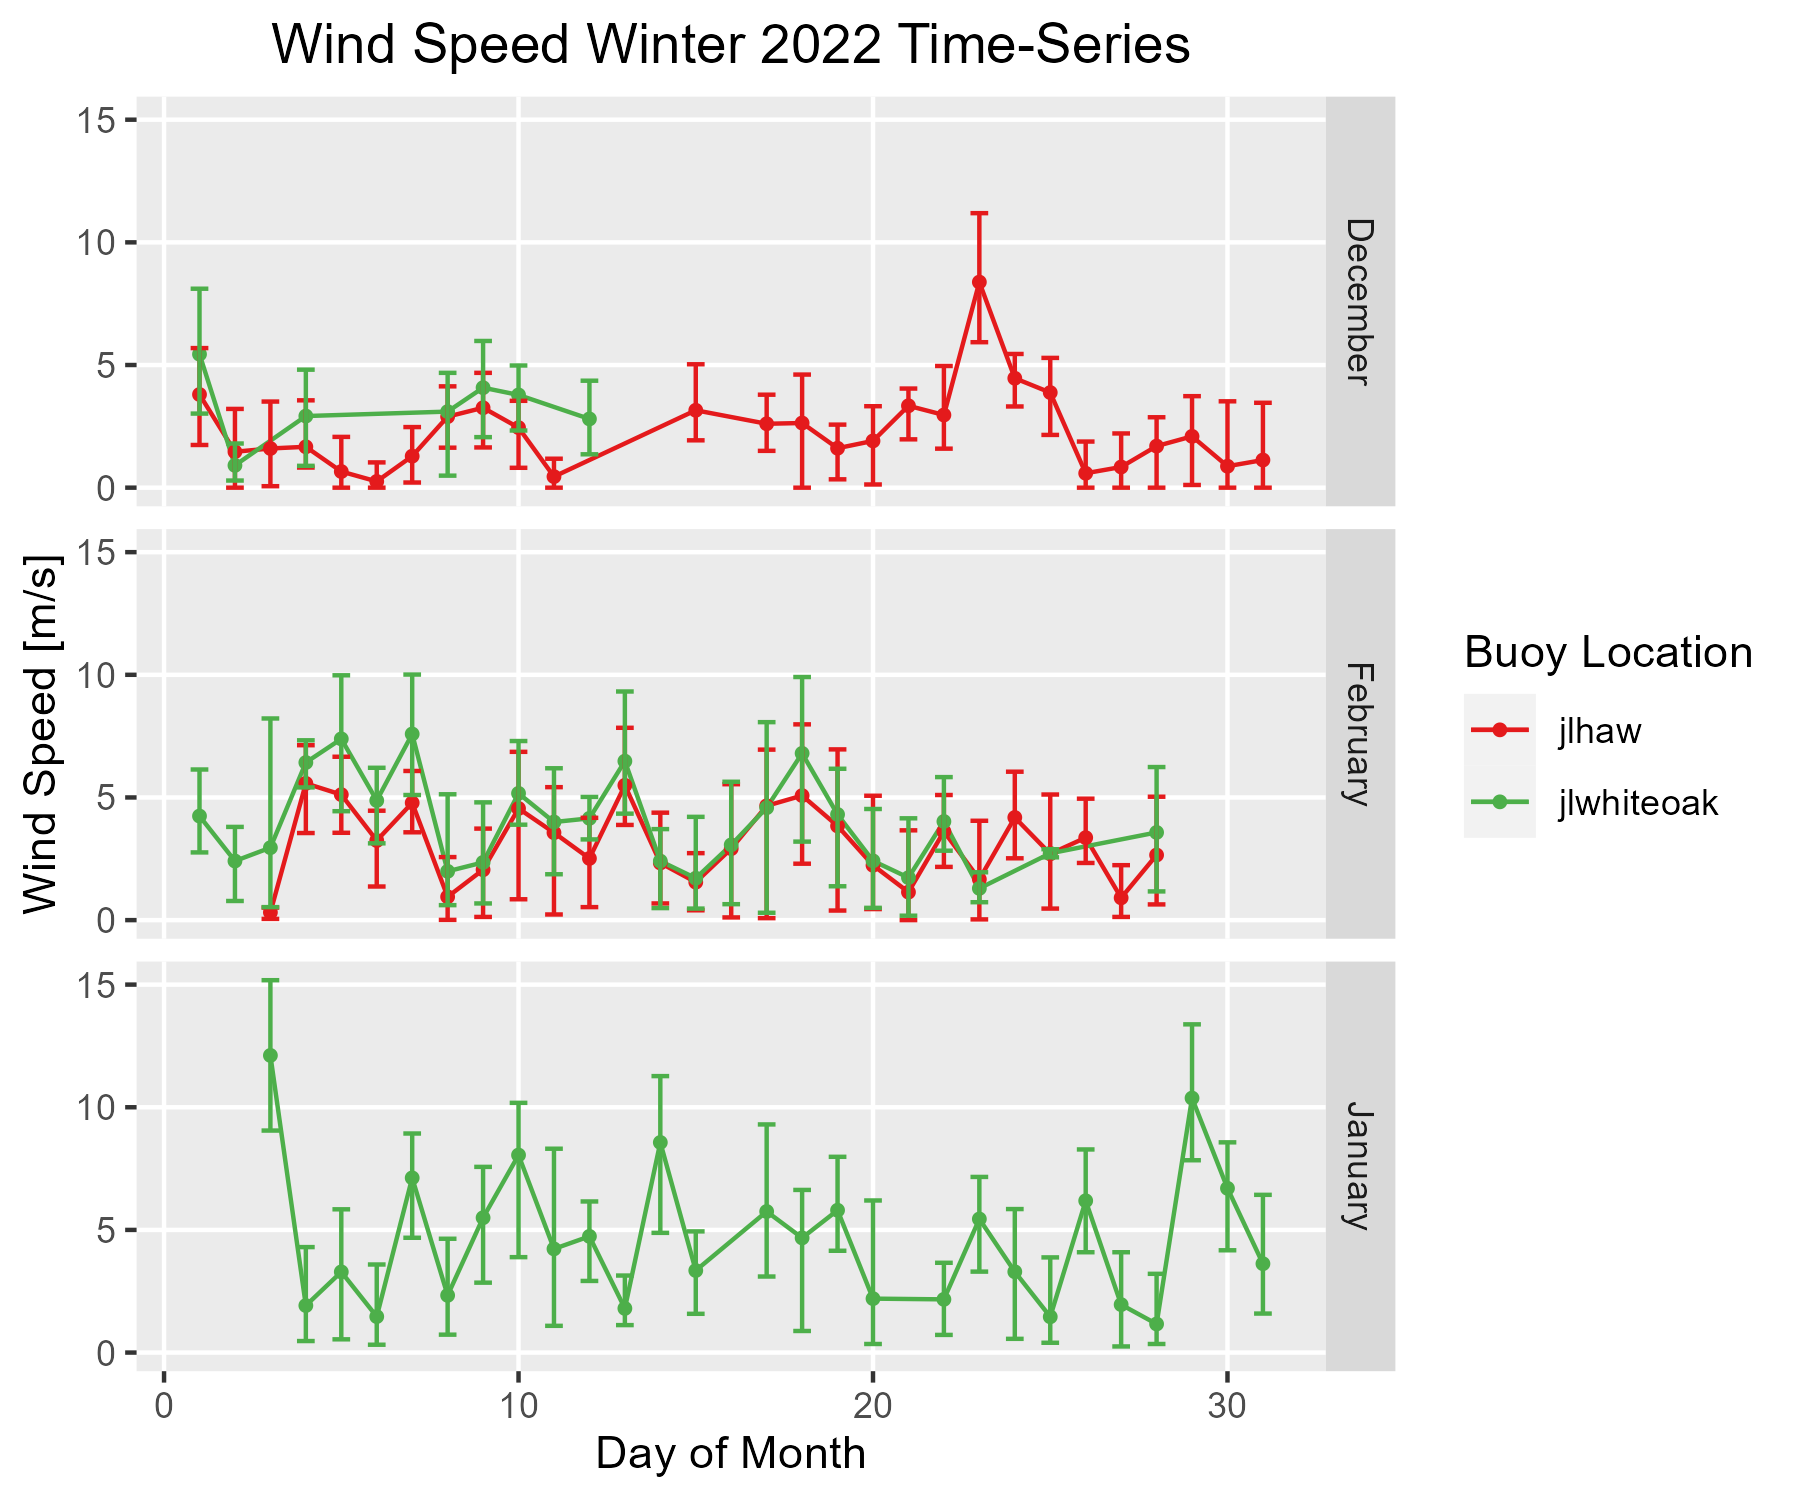 Wind Speed Winter 2022 Time-Series
15
10
5
0
December
15
10
5
0
February
15
10
5
0
January
0 10 20 30
Day of Month
Wind Speed [m/s]
Buoy Location
jlhaw
jlwhiteoak